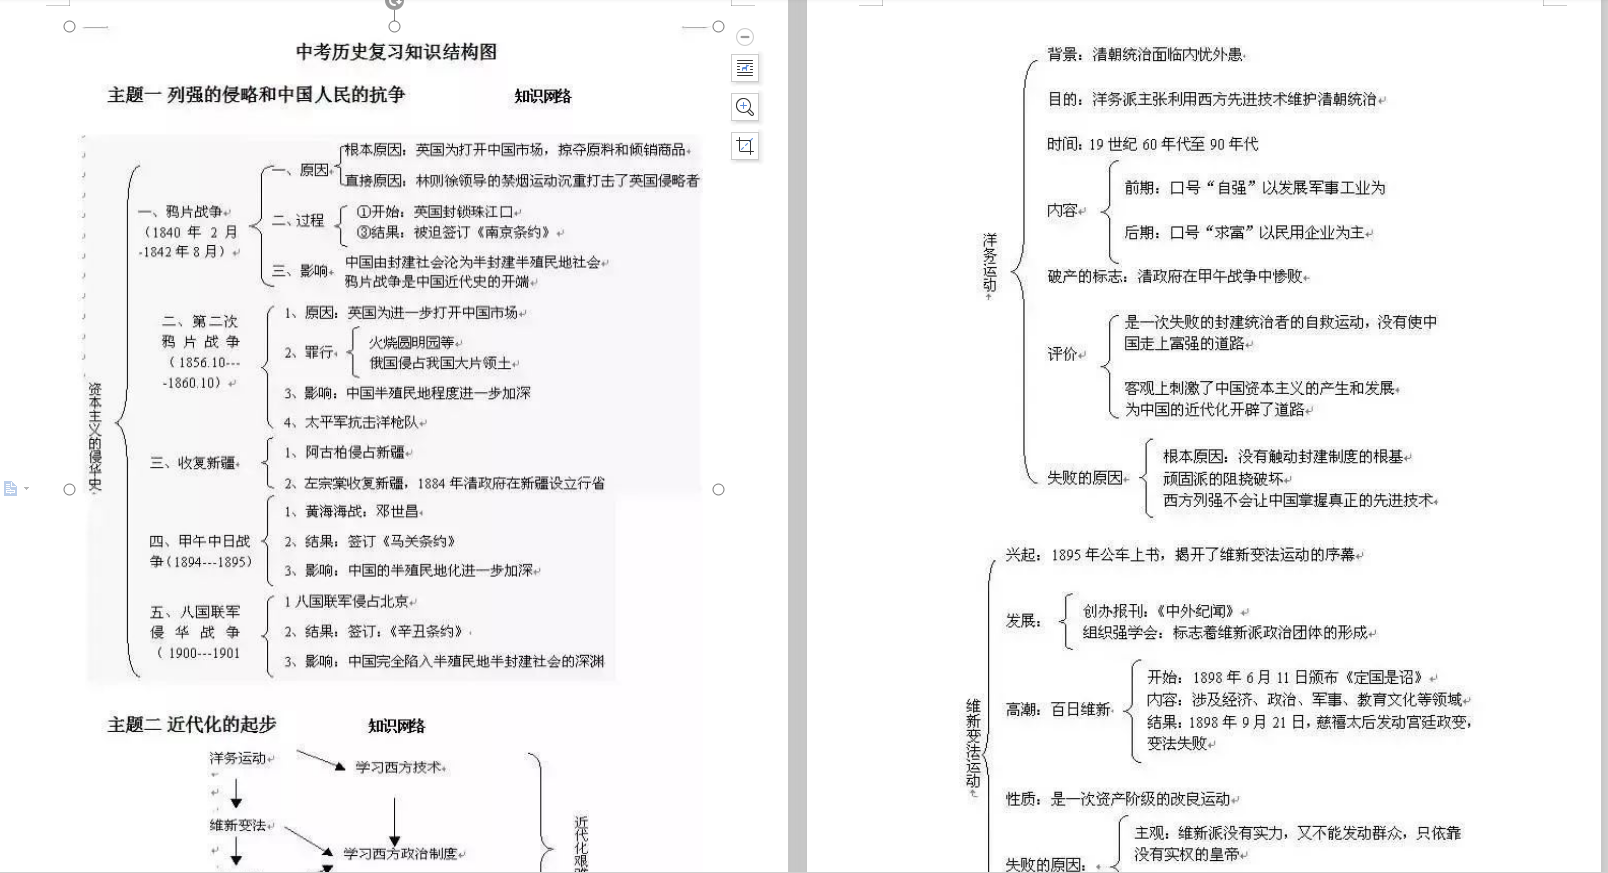 中考历史复习知识结构图
主题一 列强的侵略和中国人民的抗争
知识网络
资本主义的侵华史
一、鸦片战争
（1840 年 2 月
-1842 年 8 月）
一、原因
根本原因：英国为打开中国市场，掠夺原料和倾销商品
直接原因：林则徐领导的禁烟运动沉重打击了英国侵略者
二、过程
①开始：英国封锁珠江口
③结果：被迫签订《南京条约》
三、影响
中国由封建社会沦为半封建半殖民地社会
鸦片战争是中国近代史的开端
二、第二次
鸦片战争
（1856.10---
-1860.10）
1、原因：英国为进一步打开中国市场
2、罪行
火烧圆明园等
俄国侵占我国大片领土
3、影响：中国半殖民地程度进一步加深
4、太平军抗击洋枪队
三、收复新疆
1、阿古柏侵占新疆
2、左宗棠收复新疆，1884 年清政府在新疆设立行省
四、甲午中日战
争（1894---1895）
1、黄海海战：邓世昌
2、结果：签订《马关条约》
3、影响：中国的半殖民地化进一步加深
五、八国联军
侵华战争
（ 1900---1901
1 八国联军侵占北京
2、结果：签订：《辛丑条约》
3、影响：中国完全陷入半殖民地半封建社会的深渊
主题二 近代化的起步
知识网络
洋务运动
学习西方技术
维新变法
学习西方政治制度
近代化艰
洋务运动
背景：清朝统治面临内忧外患
目的：洋务派主张利用西方先进技术维护清朝统治
时间：19 世纪 60 年代至 90 年代
内容
前期：口号“自强”以发展军事工业为
后期：口号“求富”以民用企业为主
破产的标志：清政府在甲午战争中惨败
评价
是一次失败的封建统治者的自救运动，没有使中
国走上富强的道路
客观上刺激了中国资本主义的产生和发展
为中国的近代化开辟了道路
失败的原因
根本原因：没有触动封建制度的根基
顽固派的阻挠破坏
西方列强不会让中国掌握真正的先进技术
维新变法运动
兴起：1895 年公车上书，揭开了维新变法运动的序幕
发展：
创办报刊：《中外纪闻》
组织强学会：标志着维新派政治团体的形成
高潮：百日维新
开始：1898 年 6 月 11 日颁布《定国是诏》
内容：涉及经济、政治、军事、教育文化等领域
结果：1898 年 9 月 21 日，慈禧太后发动宫廷政变，
变法失败
性质：是一次资产阶级的改良运动
失败的原因：
主观：维新派没有实力，又不能发动群众，只依靠
没有实权的皇帝